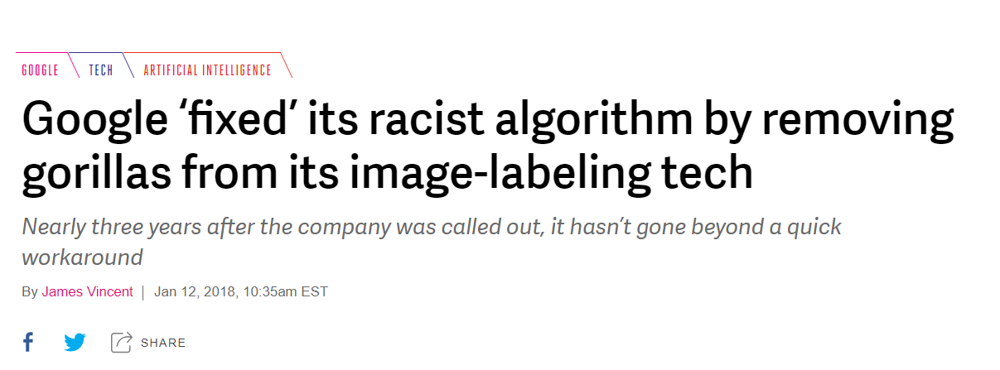 GOOGLE TECH ARTIFICIAL INTELLIGENCE
Google ‘fixed’ its racist algorithm by removing
gorillas from its image-labeling tech
Nearly three years after the company was called out, it hasn’t gone beyond a quick
workaround
By James Vincent | Jan 12, 2018, 10:35am EST
SHARE